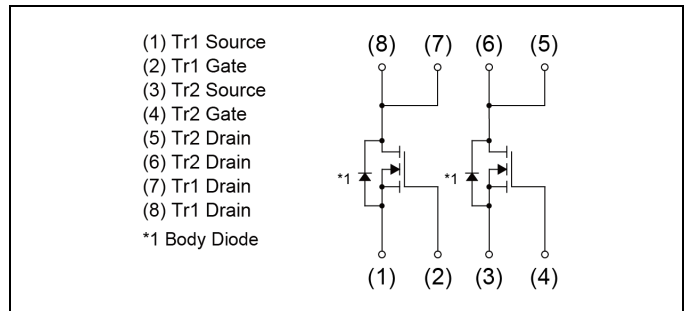 (1) Tr1 Source
(2) Tr1 Gate
(3) Tr2 Source
(4) Tr2 Gate
(5) Tr2 Drain
(6) Tr2 Drain
(7) Tr1 Drain
(8) Tr1 Drain
*1 Body Diode
(8) (7) (6) (5)
*1 *1
(1) (2) (3) (4)